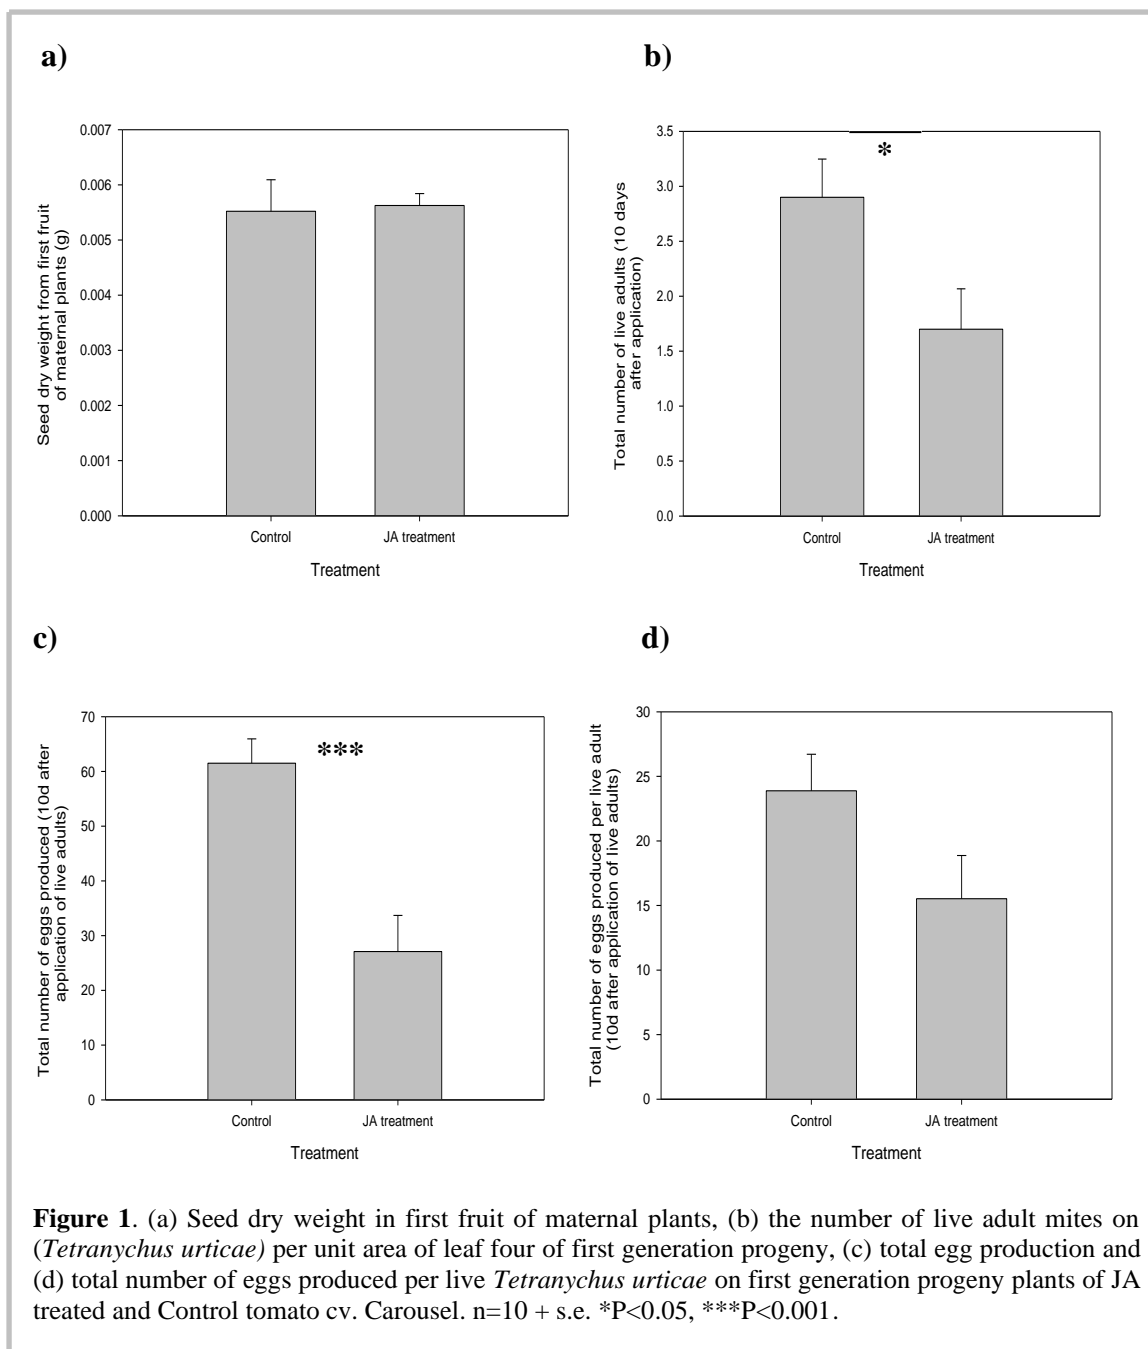 a)
0.007
0.006
0.005
0.004
0.003
0.002
0.001
0.000
Seed dry weight from first fruit
of maternal plants (g)
Control
JA treatment
Treatment
b)
3.5
3.0
2.5
2.0
1.5
1.0
0.5
0.0
Total number of live adults (10 days
after application)
*
Control
JA treatment
Treatment
c)
70
60
50
40
30
20
10
0
Total number of eggs produced (10d after
application of live adults)
***
Control
JA treatment
Treatment
d)
30
25
20
15
10
5
0
Total number of eggs produced per live adult
(10d after application of live adults)
Control
JA treatment
Treatment
Figure 1. (a) Seed dry weight in first fruit of maternal plants, (b) the number of live adult mites on
(Tetranychus urticae) per unit area of leaf four of first generation progeny, (c) total egg production and
(d) total number of eggs produced per live Tetranychus urticae on first generation progeny plants of JA
treated and Control tomato cv. Carousel. n=10 + s.e. *P<0.05, ***P<0.001.